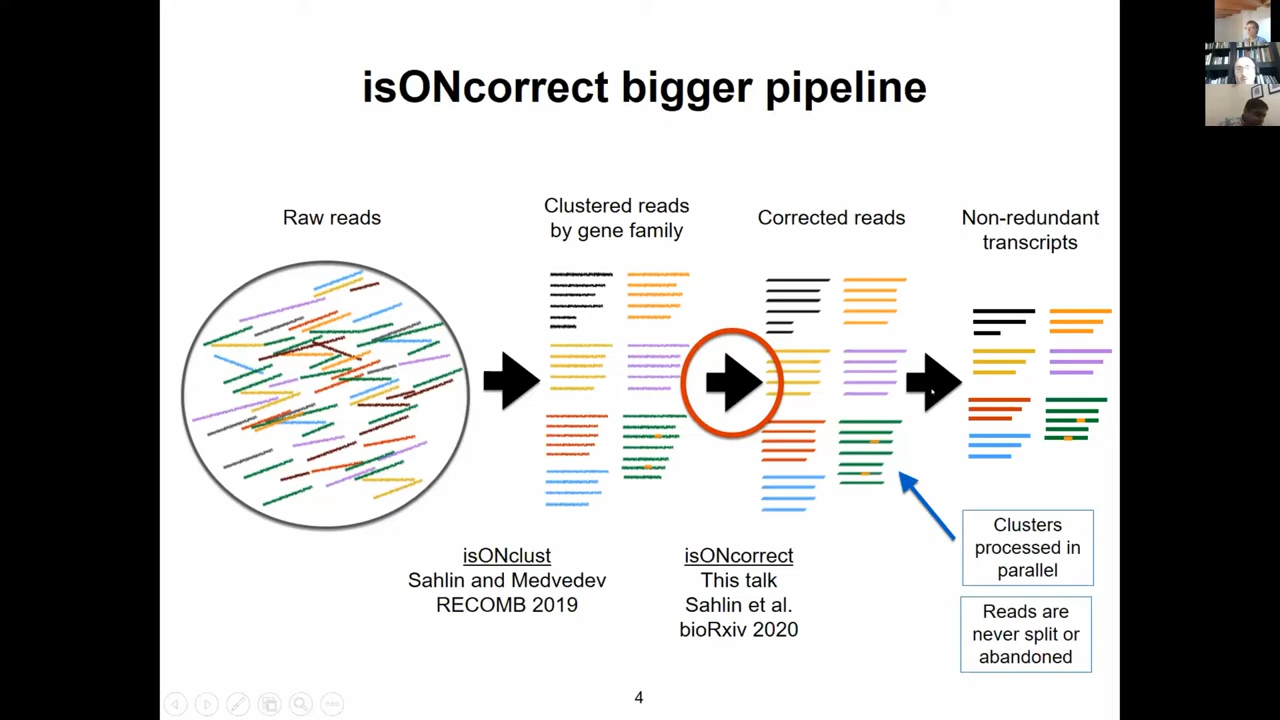 isONcorrect bigger pipeline
Raw reads
Clustered reads
by gene family
Corrected reads
Non-redundant
transcripts
isONclust
Sahlin and Medvedev
RECOMB 2019
isONcorrect
This talk
Sahlin et al.
bioRxiv 2020
Clusters
processed in
parallel
Reads are
never split or
abandoned
4